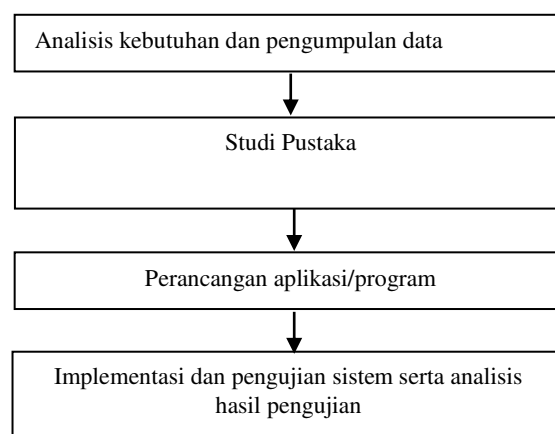 Analisis kebutuhan dan pengumpulan data
Studi Pustaka
Perancangan aplikasi/program
Implementasi dan pengujian sistem serta analisis
hasil pengujian